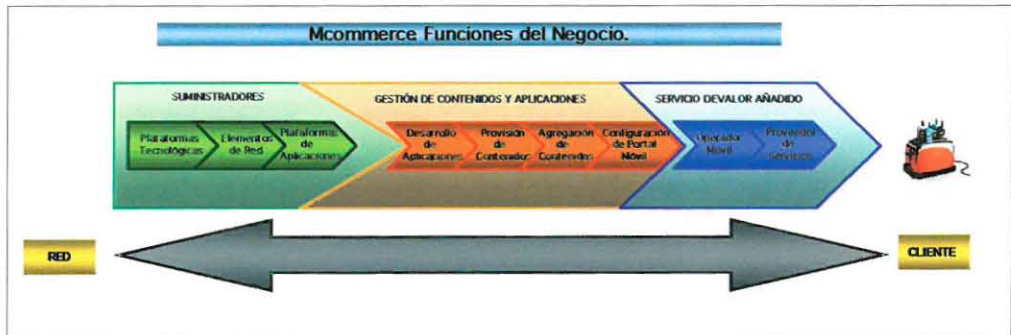 Mcommerce Funciones del Negocio.
SUMINISTRADORES
GESTIÓN DE CONTENIDOS Y APLICACIONES
SERVICIO DEVALOR AÑADIDO
Plataformas
Tecnológicas
Elementos
de Red
Plataformas
de
Aplicaciones
Desarrollo
de
Aplicaciones
Provisión
de
Contenidos
Agregación
de
Contenidos
Configuración
de Portal
Móvil
Operador
Móvil
Proveedor
de
Servicios
RED
CLIENTE